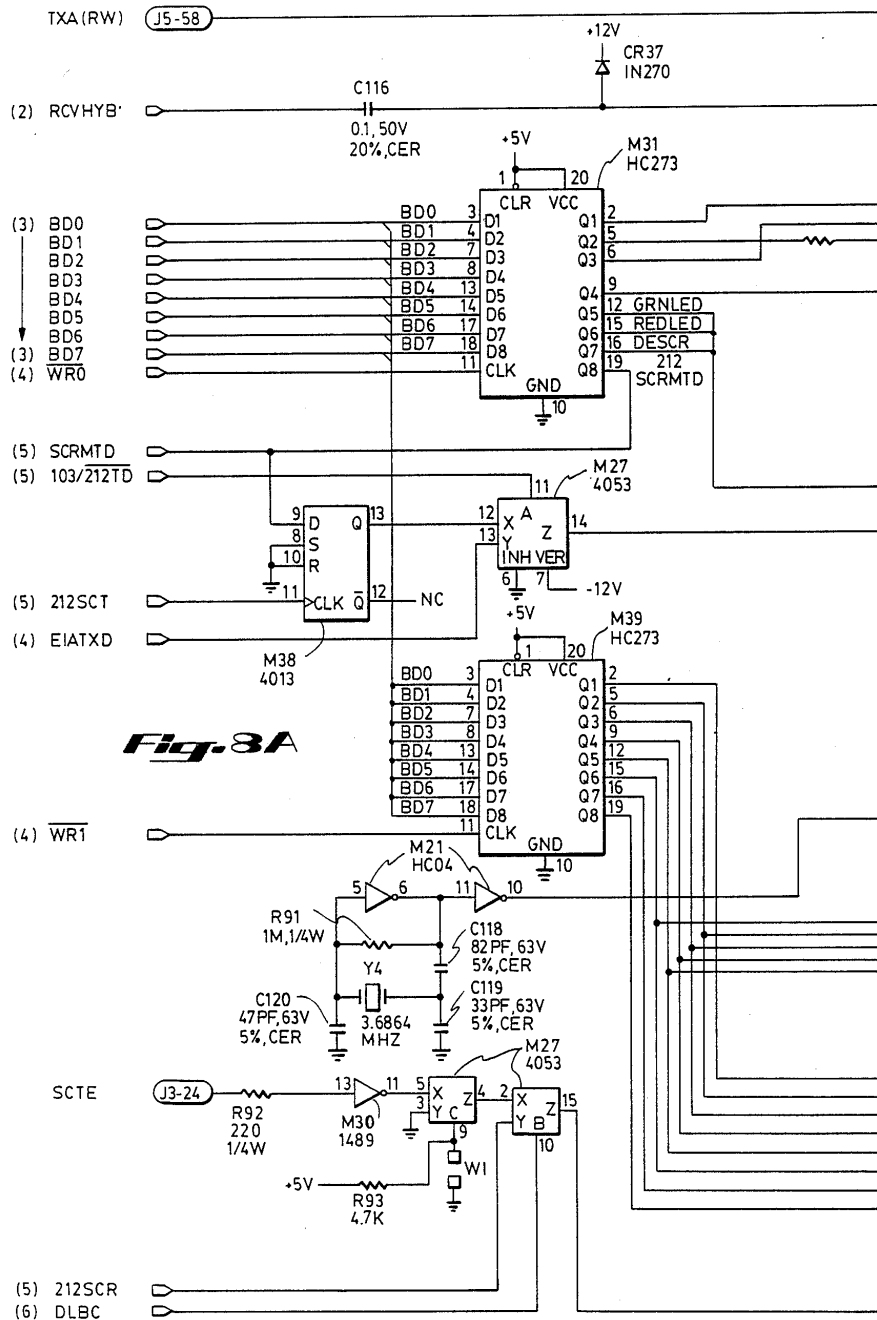 TXA(RW) J5-58
+12V
CR37
IN270
C116
(2) RCVHYB'
0.1,50V
20%,CER
+5V
M31
HC273
1 20
CLR VCC
(3) BD0 BD0 3 D1 Q1 2
BD1 BD1 4 D2 Q2 5
BD2 BD2 7 D3 Q3 6
BD3 BD3 8 D4 Q4 9
BD4 BD4 13 D5 Q5 12 GRNLED
BD5 BD5 14 D6 Q6 15 REDLED
BD6 BD6 17 D7 Q7 16 DESCR
(3) BD7 BD7 18 D8 Q8 19 212
SCRMTD
(4) WR0 11 CLK
GND
10
(5) SCRMTD
(5) 103/212TD
M27
4053
11
9 D Q 13 12 X A Z 14
8 S 13 Y
10 R INH VER
6 7 -12V
(5) 212SCT 11 CLK Q 12 NC
(4) EIATXD
M38
4013
+5V
M39
HC273
1 20
CLR VCC
BD0 3 D1 Q1 2
BD1 4 D2 Q2 5
BD2 7 D3 Q3 6
BD3 8 D4 Q4 9
BD4 13 D5 Q5 12
BD5 14 D6 Q6 15
BD6 17 D7 Q7 16
BD7 18 D8 Q8 19
Fig. 8A
(4) WR1 11 CLK
GND
10
M21
HC04
5 6 11 10
R91
1M,1/4W
C118
82PF,63V
5%,CER
Y4
3.6864
MHZ
C120
47PF,63V
5%,CER
C119
33PF,63V
5%,CER
M27
4053
SCTE J3-24
R92
220
1/4W
13 11
M30
1489
5 X Z 4 2 X Z 15
3 Y C Y B
9 10
W1
+5V
R93
4.7K
(5) 212SCR
(6) DLBC